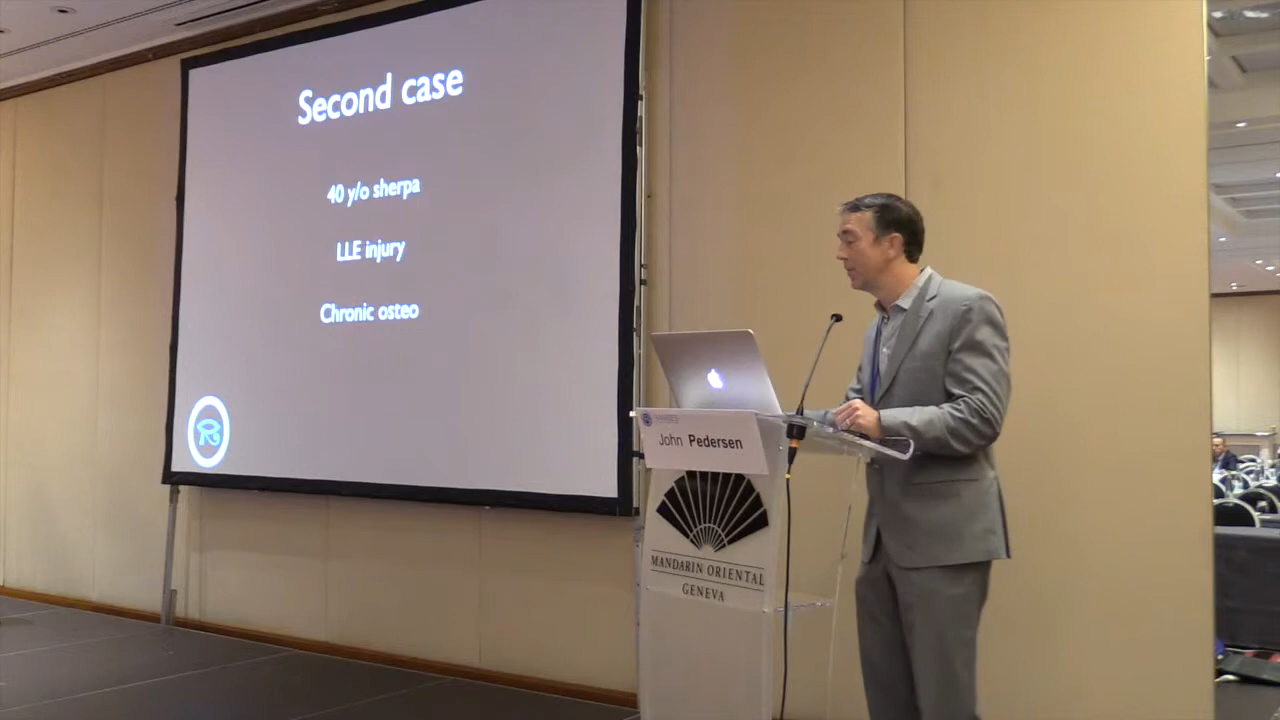 Second case
40 y/o sherpa
LLE injury
Chronic osteo
John Pedersen
MANDARIN ORIENTAL
GENEVA